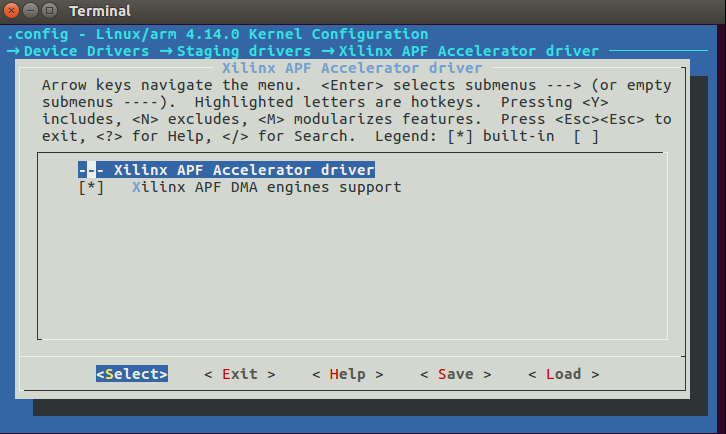 Terminal
.config - Linux/arm 4.14.0 Kernel Configuration
→Device Drivers →Staging drivers →Xilinx APF Accelerator driver
Xilinx APF Accelerator driver
Arrow keys navigate the menu.  <Enter> selects submenus ---> (or empty
submenus ----).  Highlighted letters are hotkeys.  Pressing <Y>
includes, <N> excludes, <M> modularizes features.  Press <Esc><Esc> to
exit, <?> for Help, </> for Search.  Legend: [*] built-in  [ ]
--- Xilinx APF Accelerator driver
[*]   Xilinx APF DMA engines support
<Select>    < Exit >    < Help >    < Save >    < Load >